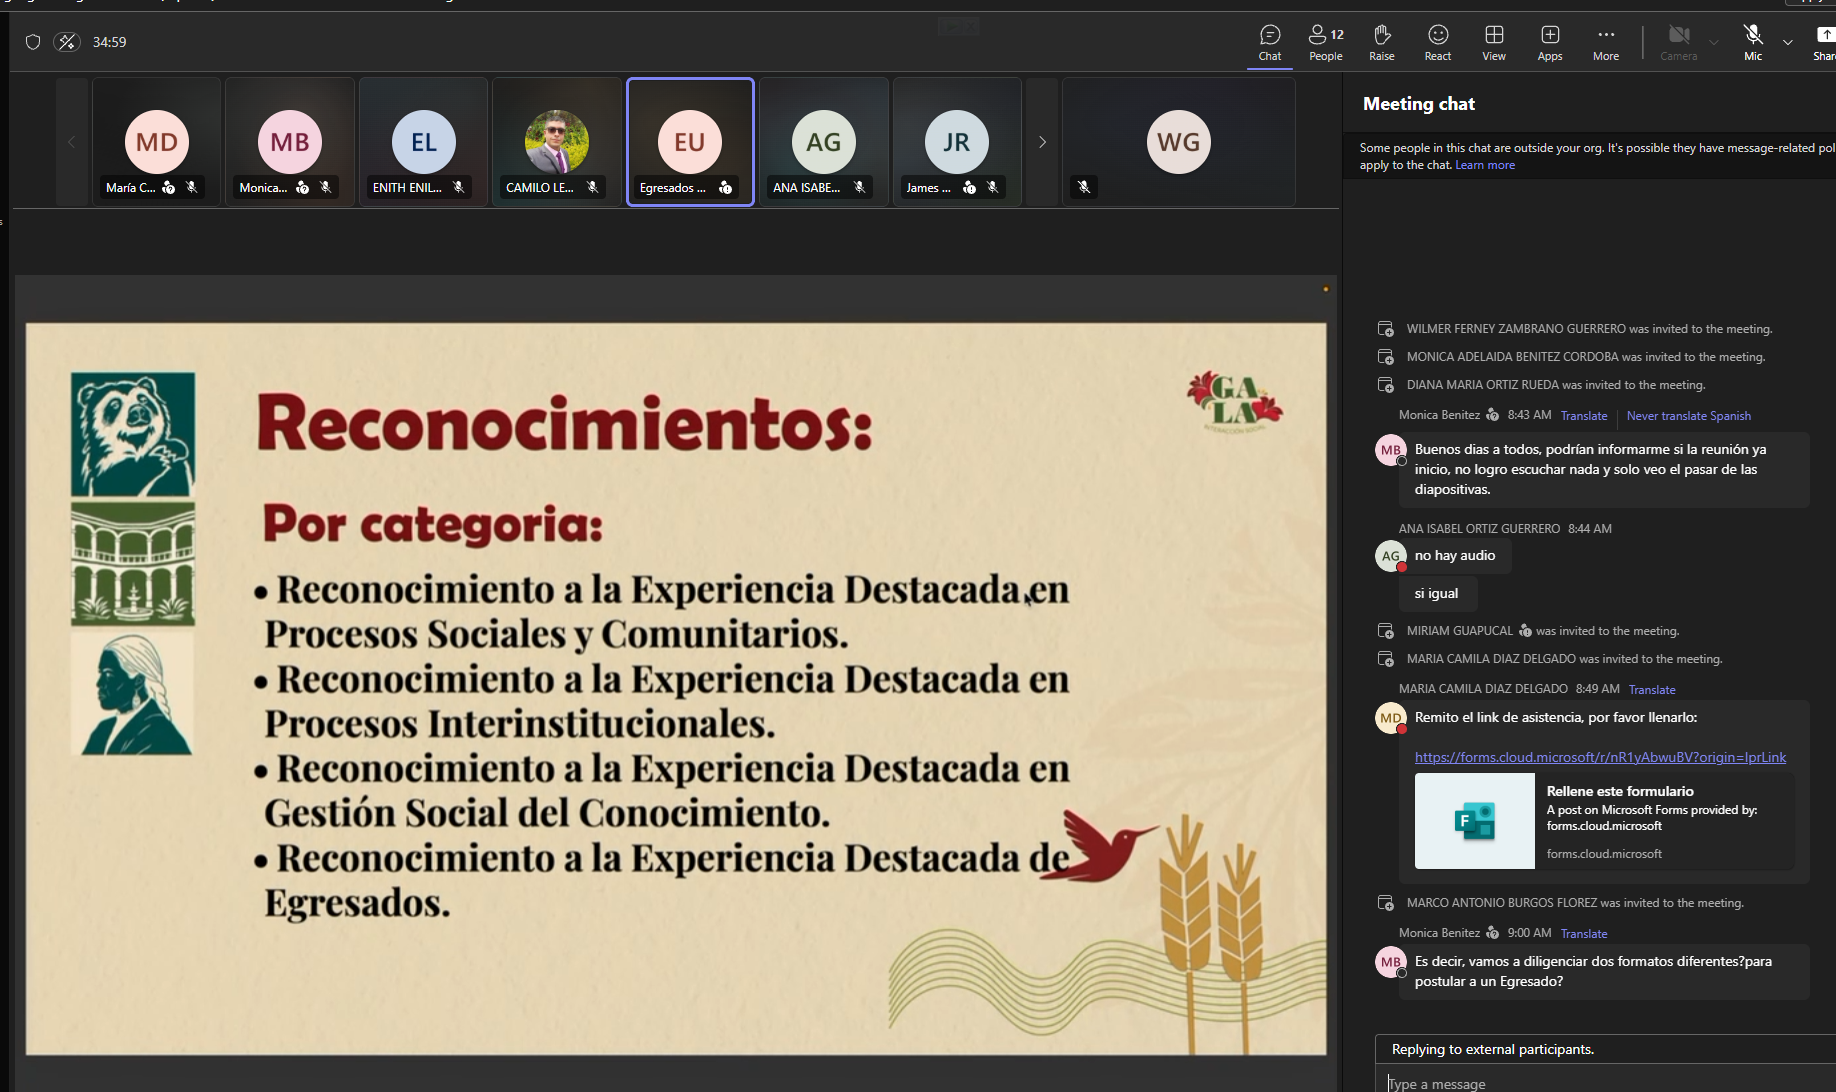 34:59
Chat
12
People
Raise
React
View
Apps
More
Camera
Mic
MD
María C...
MB
Monica...
EL
ENITH ENIL...
CAMILO LE...
EU
Egresados ...
AG
ANA ISABE...
JR
James ...
WG
Reconocimientos:
GA
LA
INTERACCIÓN SOCIAL
Por categoria:
• Reconocimiento a la Experiencia Destacada en
Procesos Sociales y Comunitarios.
• Reconocimiento a la Experiencia Destacada en
Procesos Interinstitucionales.
• Reconocimiento a la Experiencia Destacada en
Gestión Social del Conocimiento.
• Reconocimiento a la Experiencia Destacada de
Egresados.
Meeting chat
Some people in this chat are outside your org. It's possible they have message-related pol
apply to the chat. Learn more
WILMER FERNEY ZAMBRANO GUERRERO was invited to the meeting.
MONICA ADELAIDA BENITEZ CORDOBA was invited to the meeting.
DIANA MARIA ORTIZ RUEDA was invited to the meeting.
Monica Benitez 8:43 AM Translate Never translate Spanish
MB
Buenos dias a todos, podrían informarme si la reunión ya
inicio, no logro escuchar nada y solo veo el pasar de las
diapositivas.
ANA ISABEL ORTIZ GUERRERO 8:44 AM
AG
no hay audio
si igual
MIRIAM GUAPUCAL was invited to the meeting.
MARIA CAMILA DIAZ DELGADO was invited to the meeting.
MARIA CAMILA DIAZ DELGADO 8:49 AM Translate
MD
Remito el link de asistencia, por favor llenarlo:
https://forms.cloud.microsoft/r/nR1yAbwuBV?origin=lprLink
F
Rellene este formulario
A post on Microsoft Forms provided by:
forms.cloud.microsoft
forms.cloud.microsoft
MARCO ANTONIO BURGOS FLOREZ was invited to the meeting.
Monica Benitez 9:00 AM Translate
MB
Es decir, vamos a diligenciar dos formatos diferentes?para
postular a un Egresado?
Replying to external participants.
Type a message